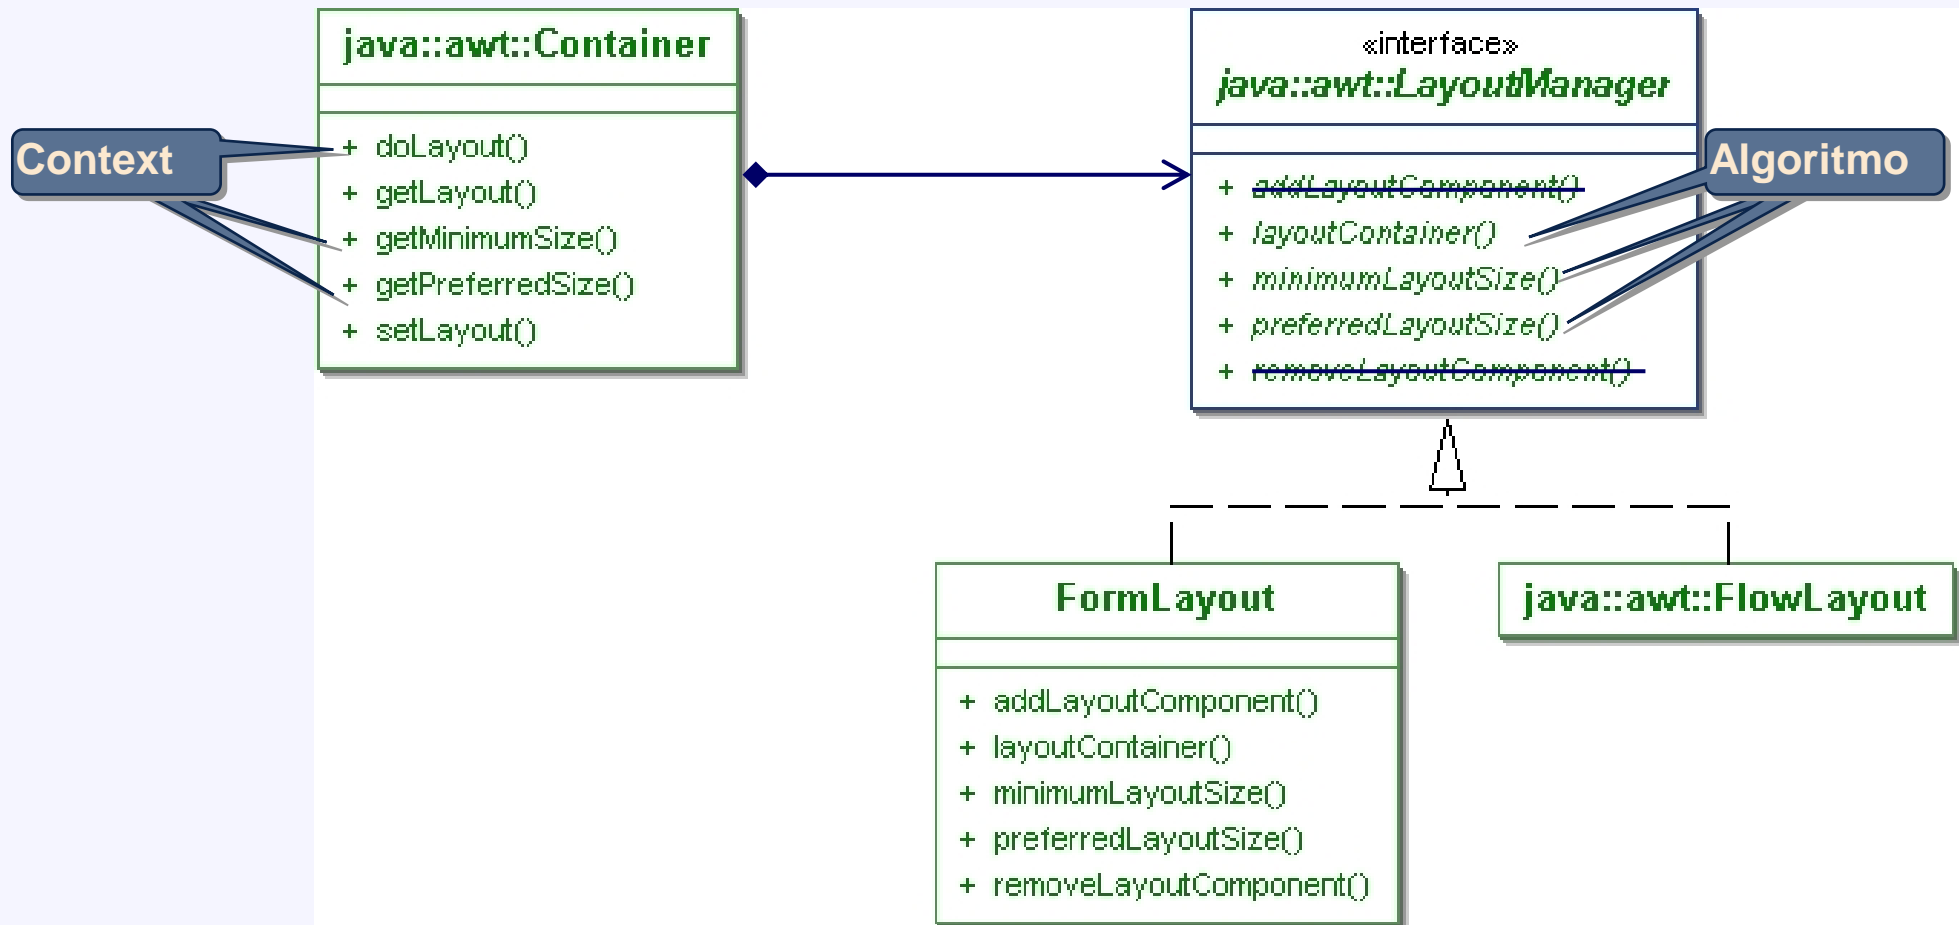 java::awt::Container
+ doLayout()
+ getLayout()
+ getMinimumSize()
+ getPreferredSize()
+ setLayout()
Context
«interface»
java::awt::LayoutManager
+ addLayoutComponent()
+ layoutContainer()
+ minimumLayoutSize()
+ preferredLayoutSize()
+ removeLayoutComponent()
Algoritmo
FormLayout
+ addLayoutComponent()
+ layoutContainer()
+ minimumLayoutSize()
+ preferredLayoutSize()
+ removeLayoutComponent()
java::awt::FlowLayout